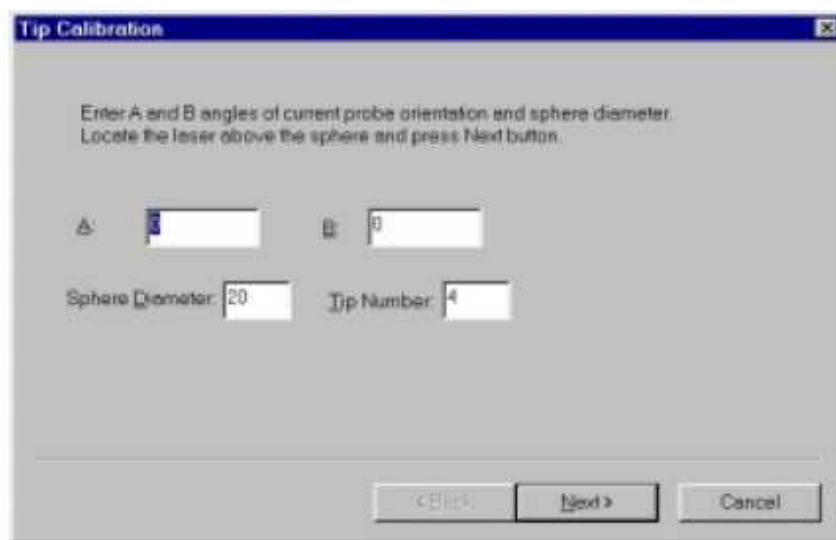 Tip Calibration
Enter A and B angles of current probe orientation and sphere diameter.
Locate the laser above the sphere and press Next button.
A: 0 B: 0
Sphere Diameter: 20 Tip Number: 4
< Back Next > Cancel